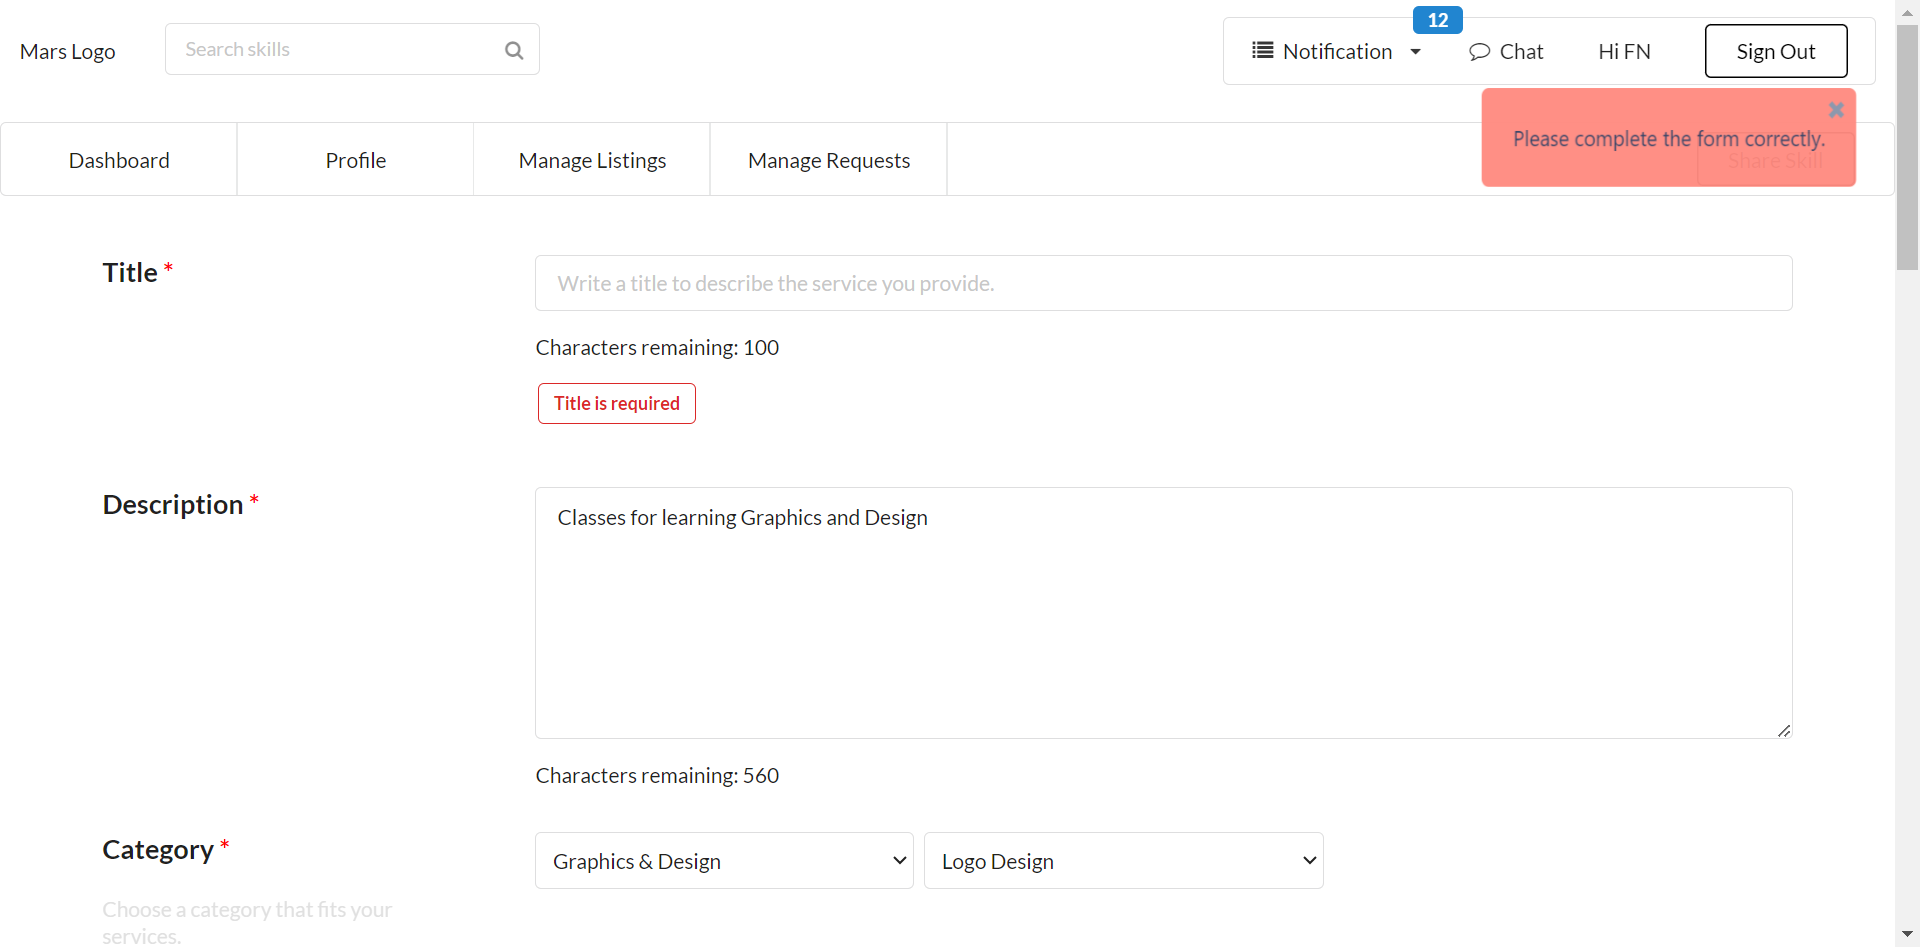 Mars Logo
Search skills
12
Notification
Chat
Hi FN
Sign Out
Please complete the form correctly.
Dashboard
Profile
Manage Listings
Manage Requests
Share Skill
Title *
Write a title to describe the service you provide.
Characters remaining: 100
Title is required
Description *
Classes for learning Graphics and Design
Characters remaining: 560
Category *
Graphics & Design
Logo Design
Choose a category that fits your
services.